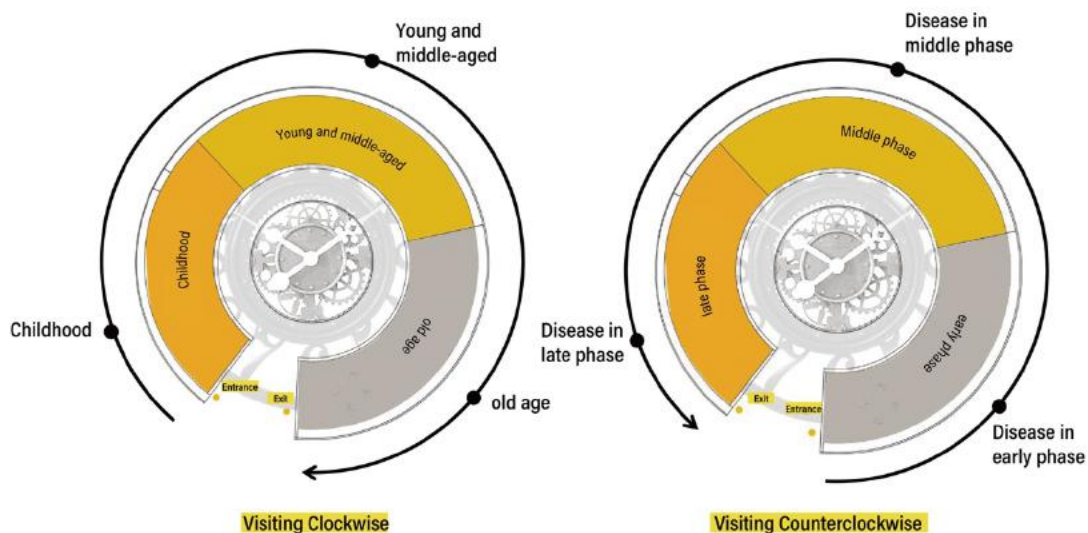 Young and
middle-aged
Young and middle-aged
Childhood
Childhood
old age
old age
Entrance
Exit
Visiting Clockwise
Disease in
middle phase
Middle phase
late phase
Disease in
late phase
early phase
Exit
Entrance
Disease in
early phase
Visiting Counterclockwise